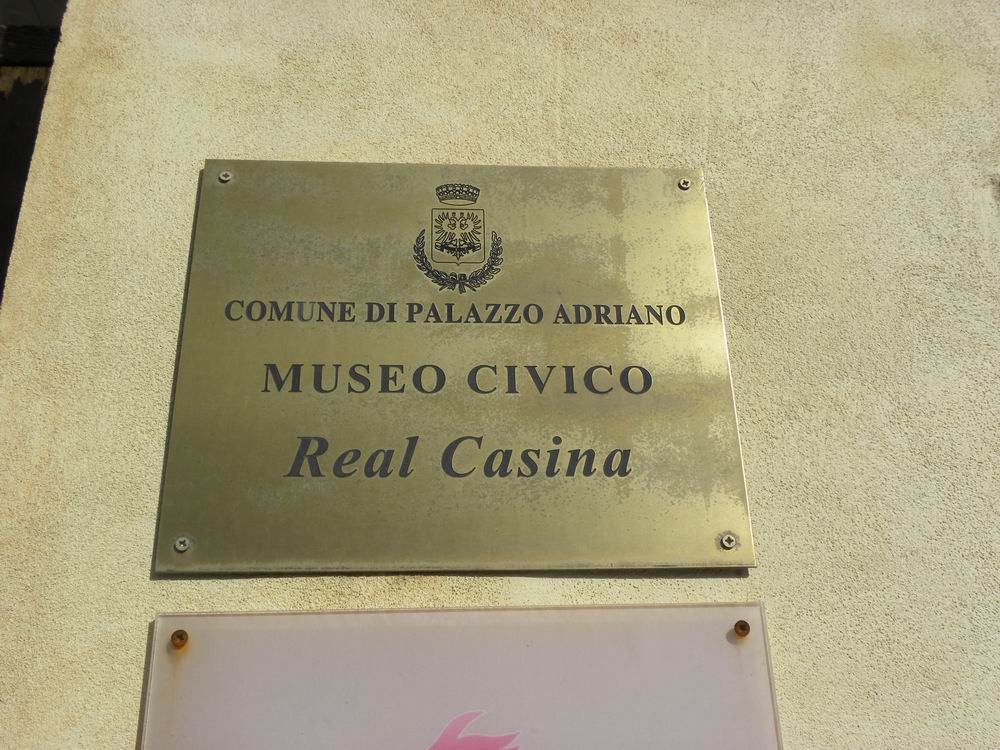 COMUNE DI PALAZZO ADRIANO
MUSEO CIVICO
Real Casina